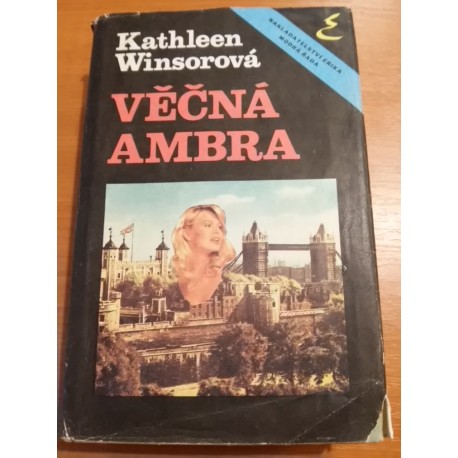 Kathleen
Winsorová
VĚČNÁ
AMBRA
NAKLADATELSTVÍ ERIKA
MODRÁ ŘADA